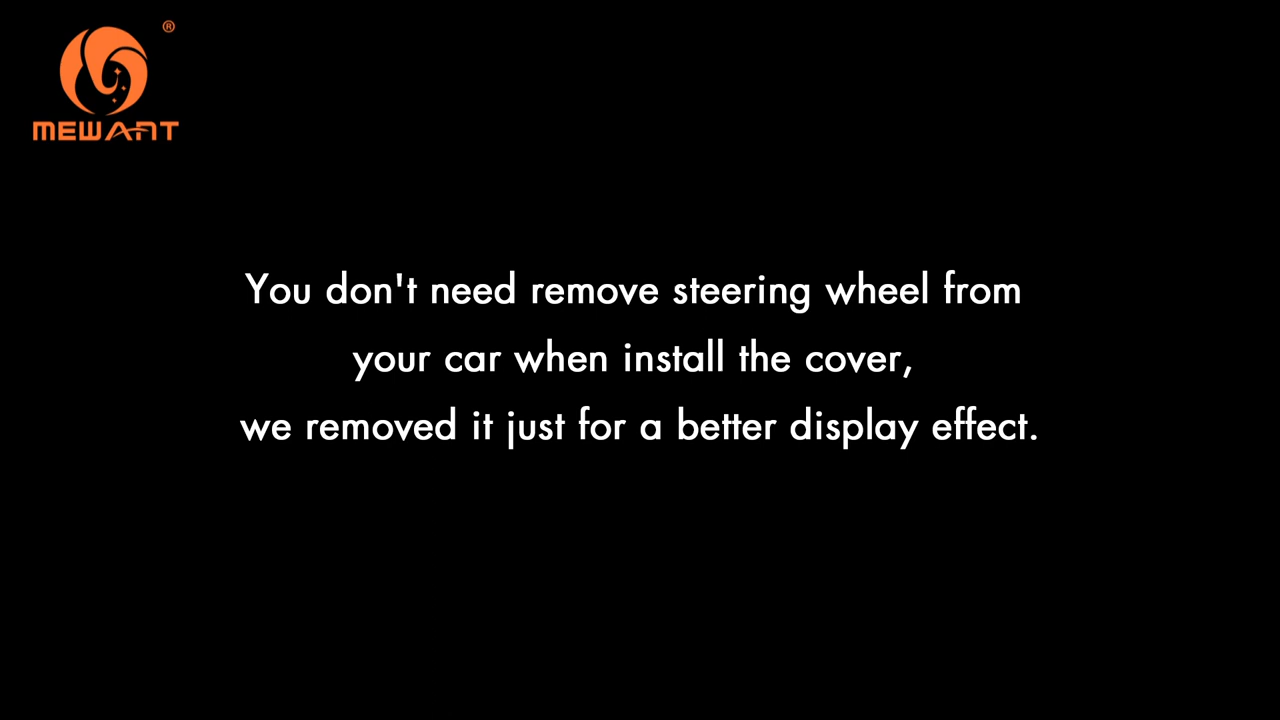 ®
MEWANT
You don't need remove steering wheel from
your car when install the cover,
we removed it just for a better display effect.